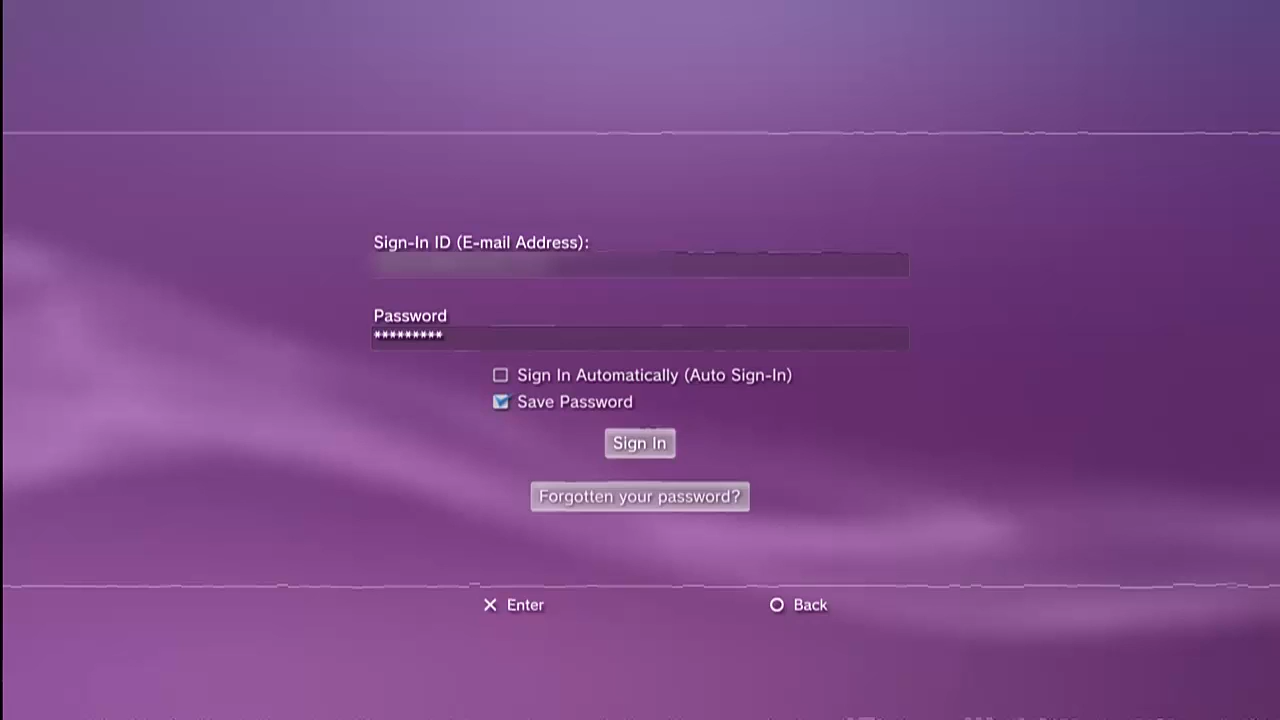 Sign-In ID (E-mail Address):
Password
*********
Sign In Automatically (Auto Sign-In)
Save Password
Sign In
Forgotten your password?
Enter
Back